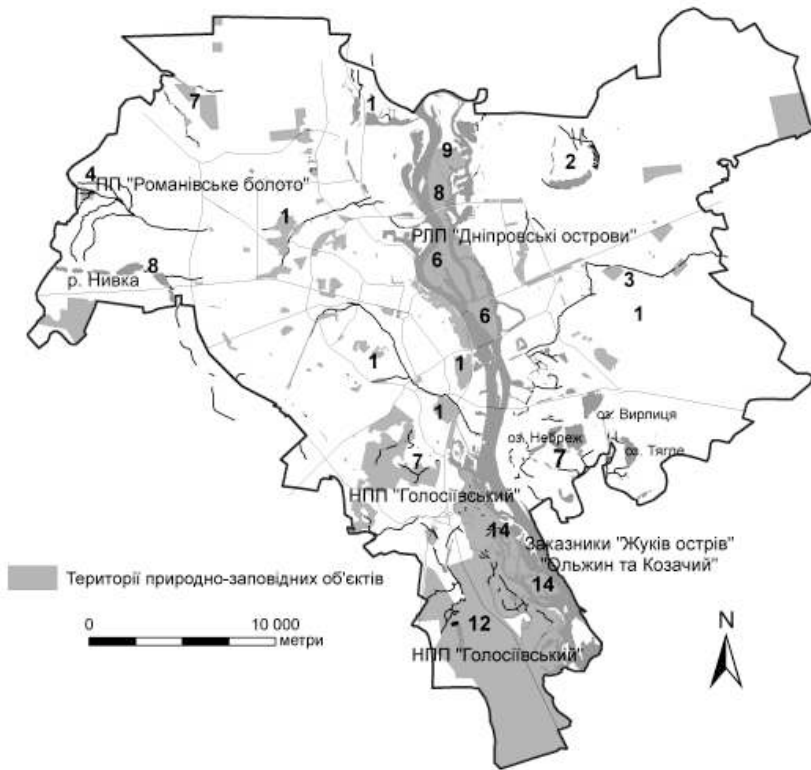 7
1
9
2
4
ПП "Романівське болото"
8
1
РЛП "Дніпровські острови"
6
8
р. Нивка
3
6
1
1
1
1
оз. Вирлиця
оз. Небреж
оз. Тягле
7
7
НПП "Голосіївський"
14
Заказники "Жуків острів"
"Ольжин та Козачий"
14
Території природно-заповідних об'єктів
0
10 000
метри
12
НПП "Голосіївський"
N